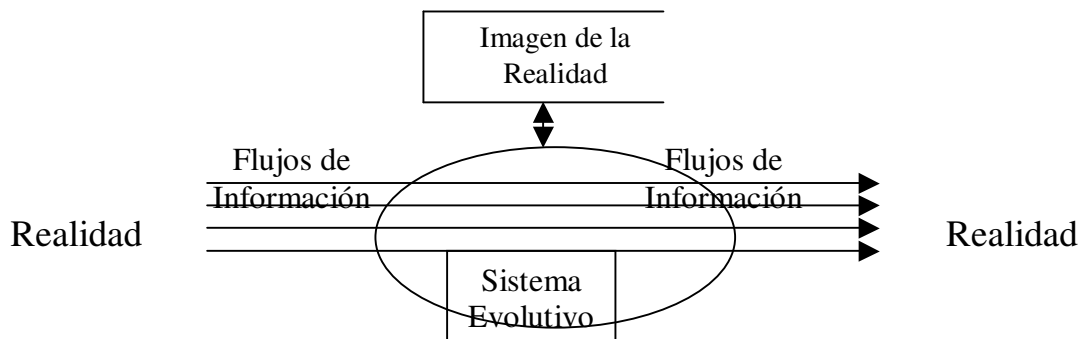 Imagen de la
Realidad
Flujos de
Información
Flujos de
Información
Realidad
Realidad
Sistema
Evolutivo